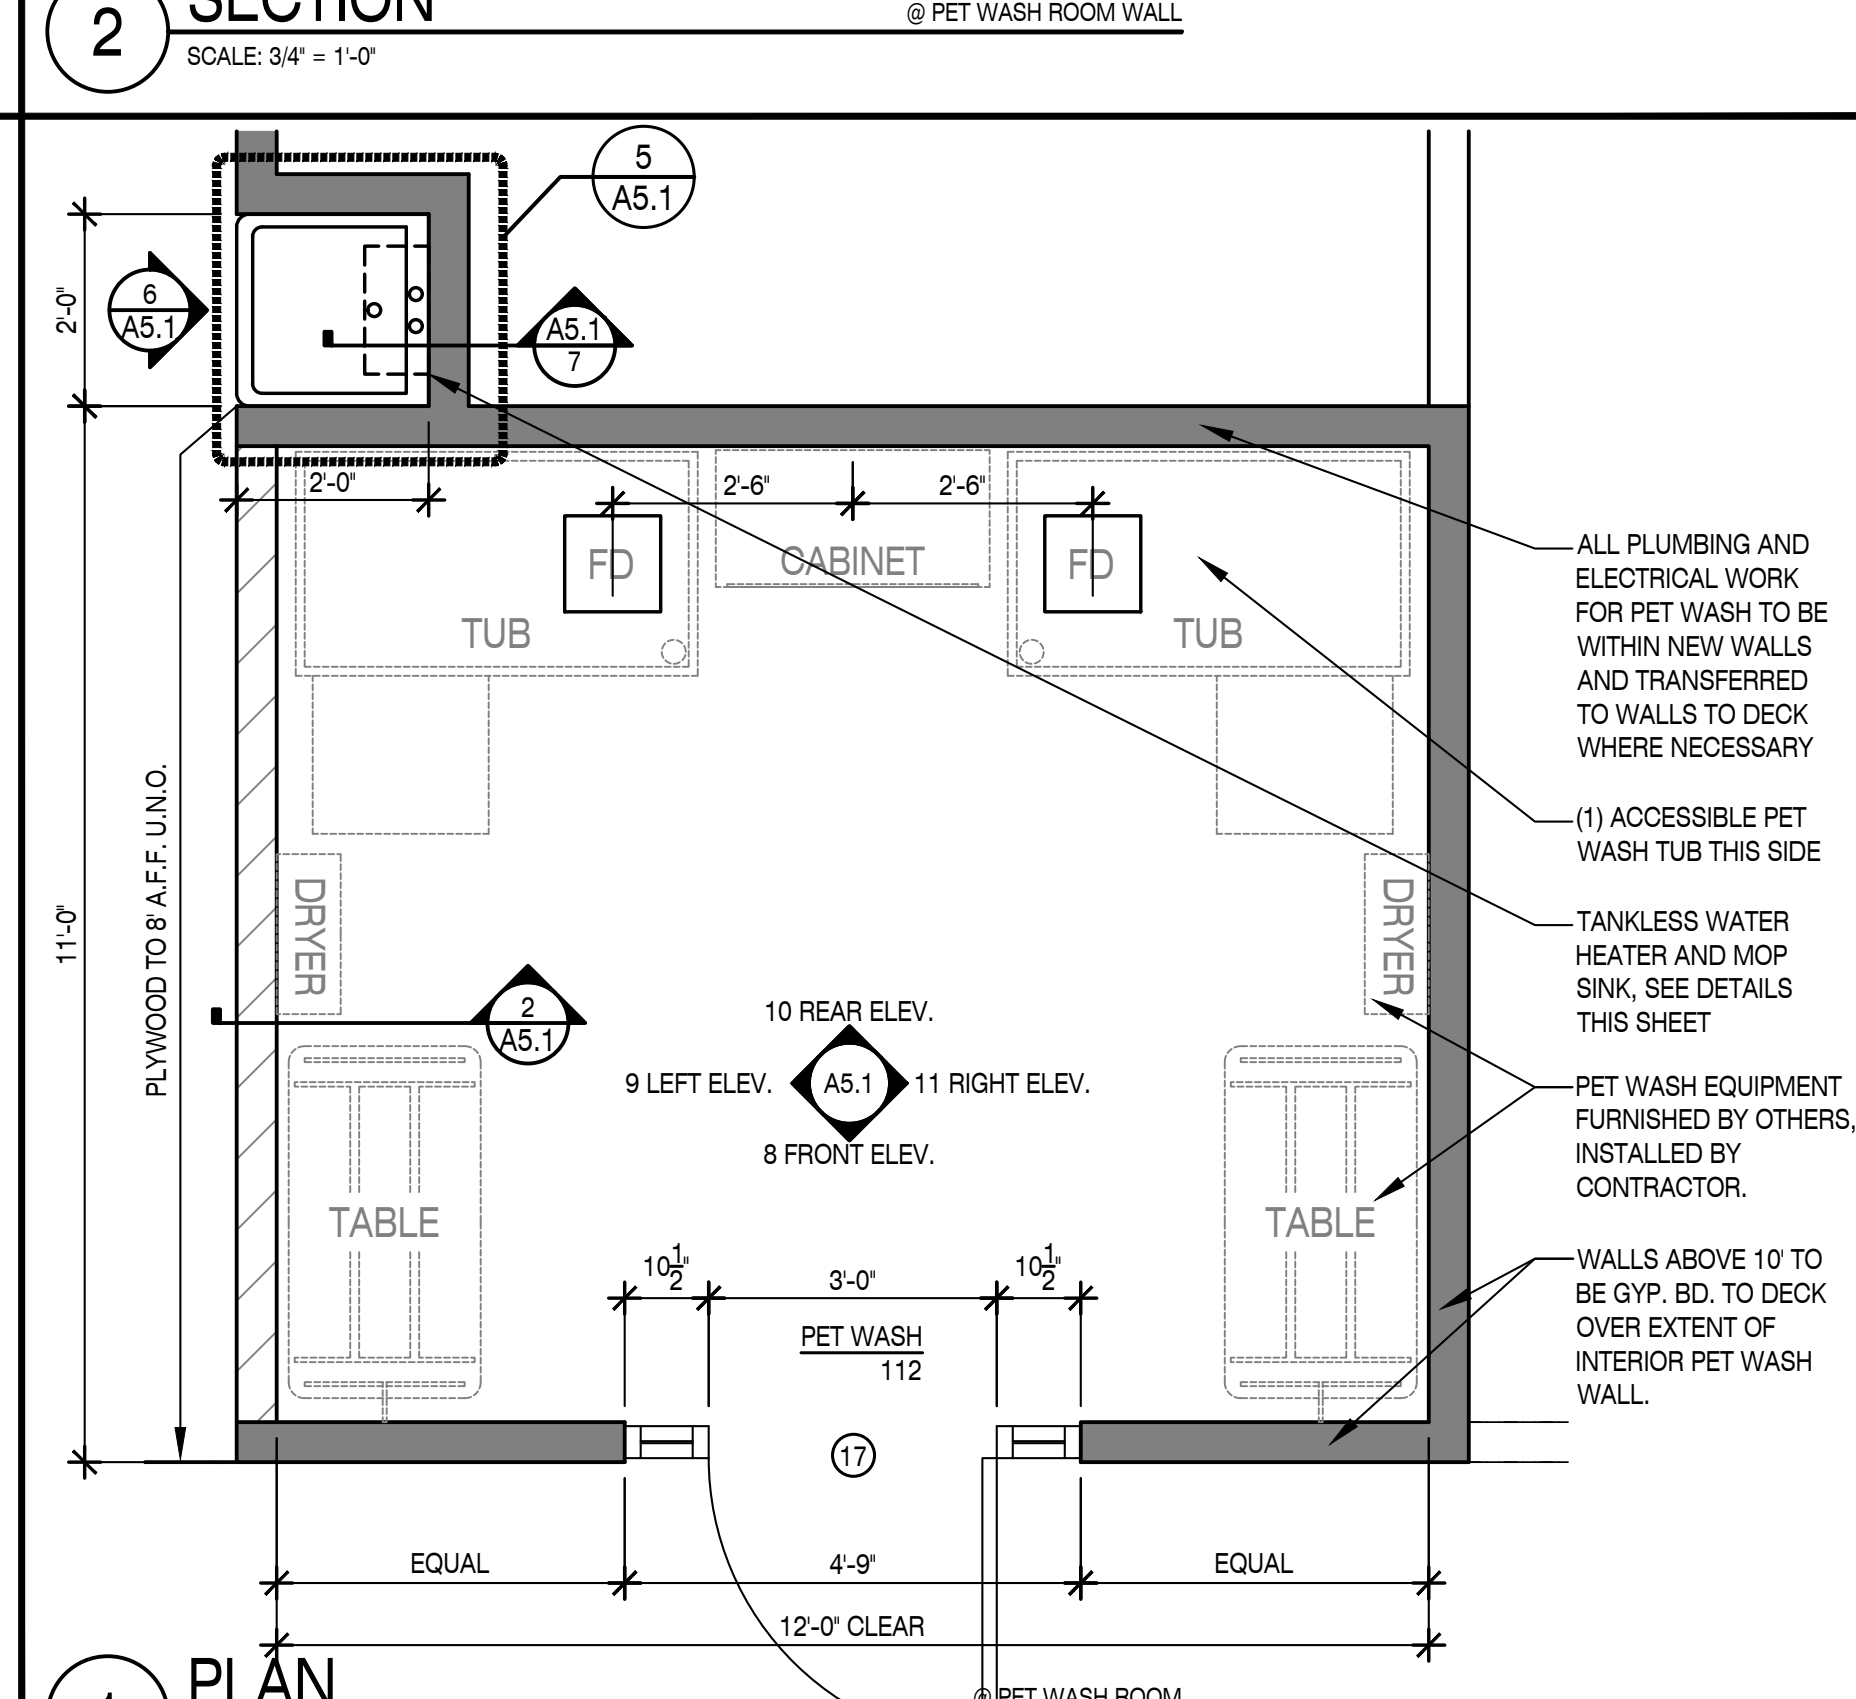 2
SECTION
@ PET WASH ROOM WALL
SCALE: 3/4" = 1'-0"
5
A5.1
2'-0"
6
A5.1
A5.1
7
2'-0"
2'-6"
2'-6"
FD
CABINET
FD
TUB
TUB
ALL PLUMBING AND
ELECTRICAL WORK
FOR PET WASH TO BE
WITHIN NEW WALLS
AND TRANSFERRED
TO WALLS TO DECK
WHERE NECESSARY
(1) ACCESSIBLE PET
WASH TUB THIS SIDE
11'-0"
PLYWOOD TO 8' A.F.F. U.N.O.
DRYER
DRYER
TANKLESS WATER
HEATER AND MOP
SINK, SEE DETAILS
THIS SHEET
2
A5.1
10 REAR ELEV.
9 LEFT ELEV.
A5.1
11 RIGHT ELEV.
8 FRONT ELEV.
PET WASH EQUIPMENT
FURNISHED BY OTHERS,
INSTALLED BY
CONTRACTOR.
TABLE
TABLE
10 1/2"
3'-0"
10 1/2"
PET WASH
112
WALLS ABOVE 10' TO
BE GYP. BD. TO DECK
OVER EXTENT OF
INTERIOR PET WASH
WALL.
17
EQUAL
4'-9"
EQUAL
12'-0" CLEAR
PLAN
@ PET WASH ROOM